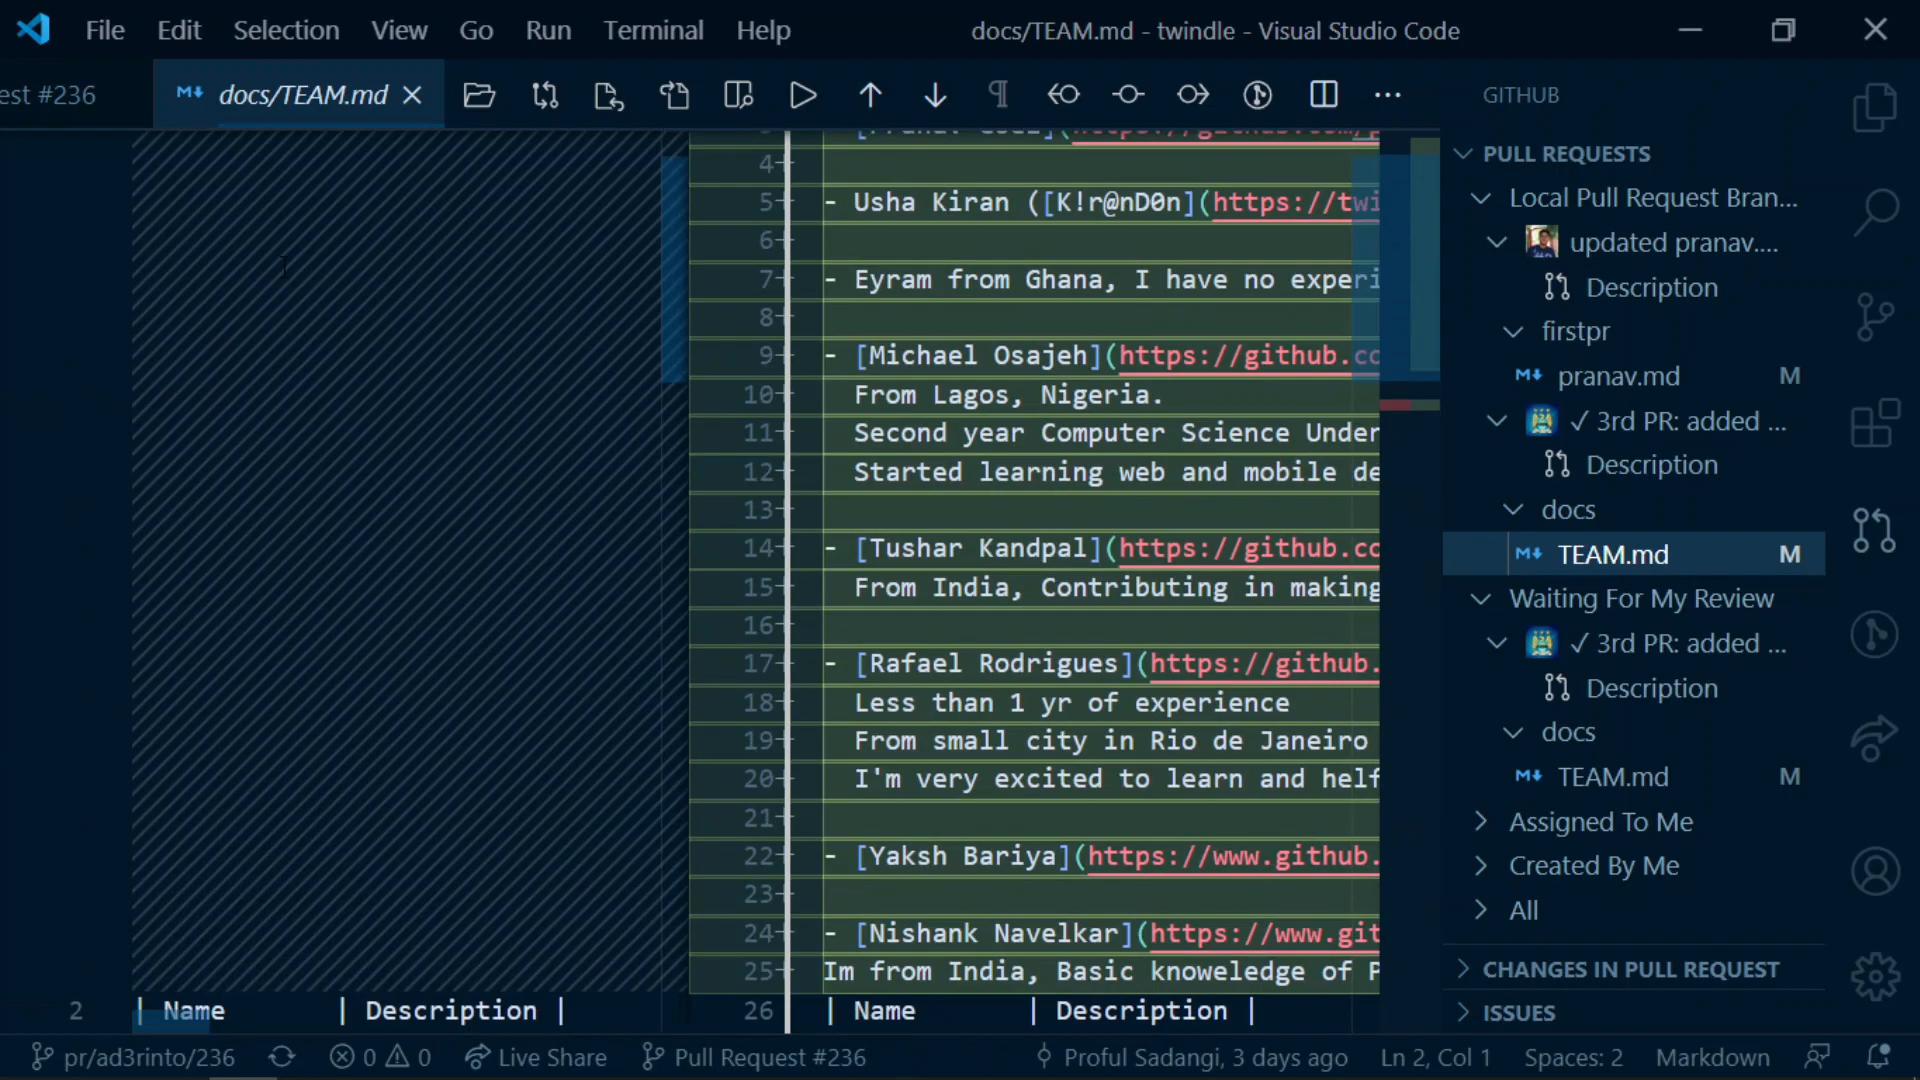 File Edit Selection View Go Run Terminal Help docs/TEAM.md - twindle - Visual Studio Code
est #236 docs/TEAM.md
GITHUB
4
5 - Usha Kiran ([K!r@nD0n](https://twi
6
7 - Eyram from Ghana, I have no experi
8
9 - [Michael Osajeh](https://github.co
10 From Lagos, Nigeria.
11 Second year Computer Science Under
12 Started learning web and mobile de
13
14 - [Tushar Kandpal](https://github.co
15 From India, Contributing in making
16
17 - [Rafael Rodrigues](https://github.
18 Less than 1 yr of experience
19 From small city in Rio de Janeiro
20 I'm very excited to learn and helf
21
22 - [Yaksh Bariya](https://www.github.
23
24 - [Nishank Navelkar](https://www.git
25 Im from India, Basic knoweledge of P
2 | Name | Description |
26 | Name | Description |
PULL REQUESTS
Local Pull Request Bran...
updated pranav....
Description
firstpr
pranav.md M
✓ 3rd PR: added ...
Description
docs
TEAM.md M
Waiting For My Review
✓ 3rd PR: added ...
Description
docs
TEAM.md M
Assigned To Me
Created By Me
All
CHANGES IN PULL REQUEST
ISSUES
pr/ad3rinto/236 0 0 Live Share Pull Request #236 Proful Sadangi, 3 days ago Ln 2, Col 1 Spaces: 2 Markdown